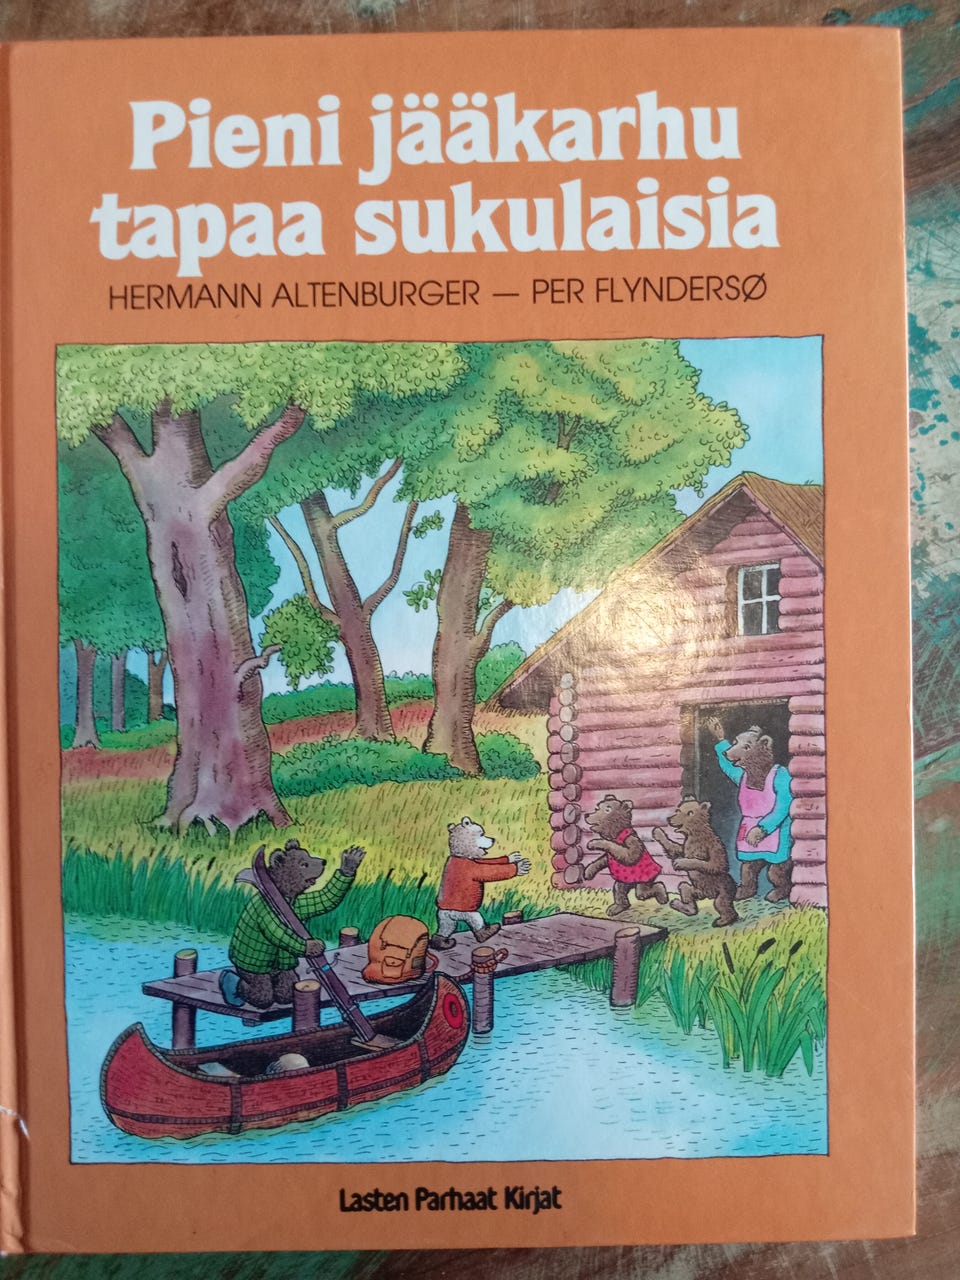 Pieni jääkarhu
tapaa sukulaisia
HERMANN ALTENBURGER — PER FLYNDERSØ
Lasten Parhaat Kirjat